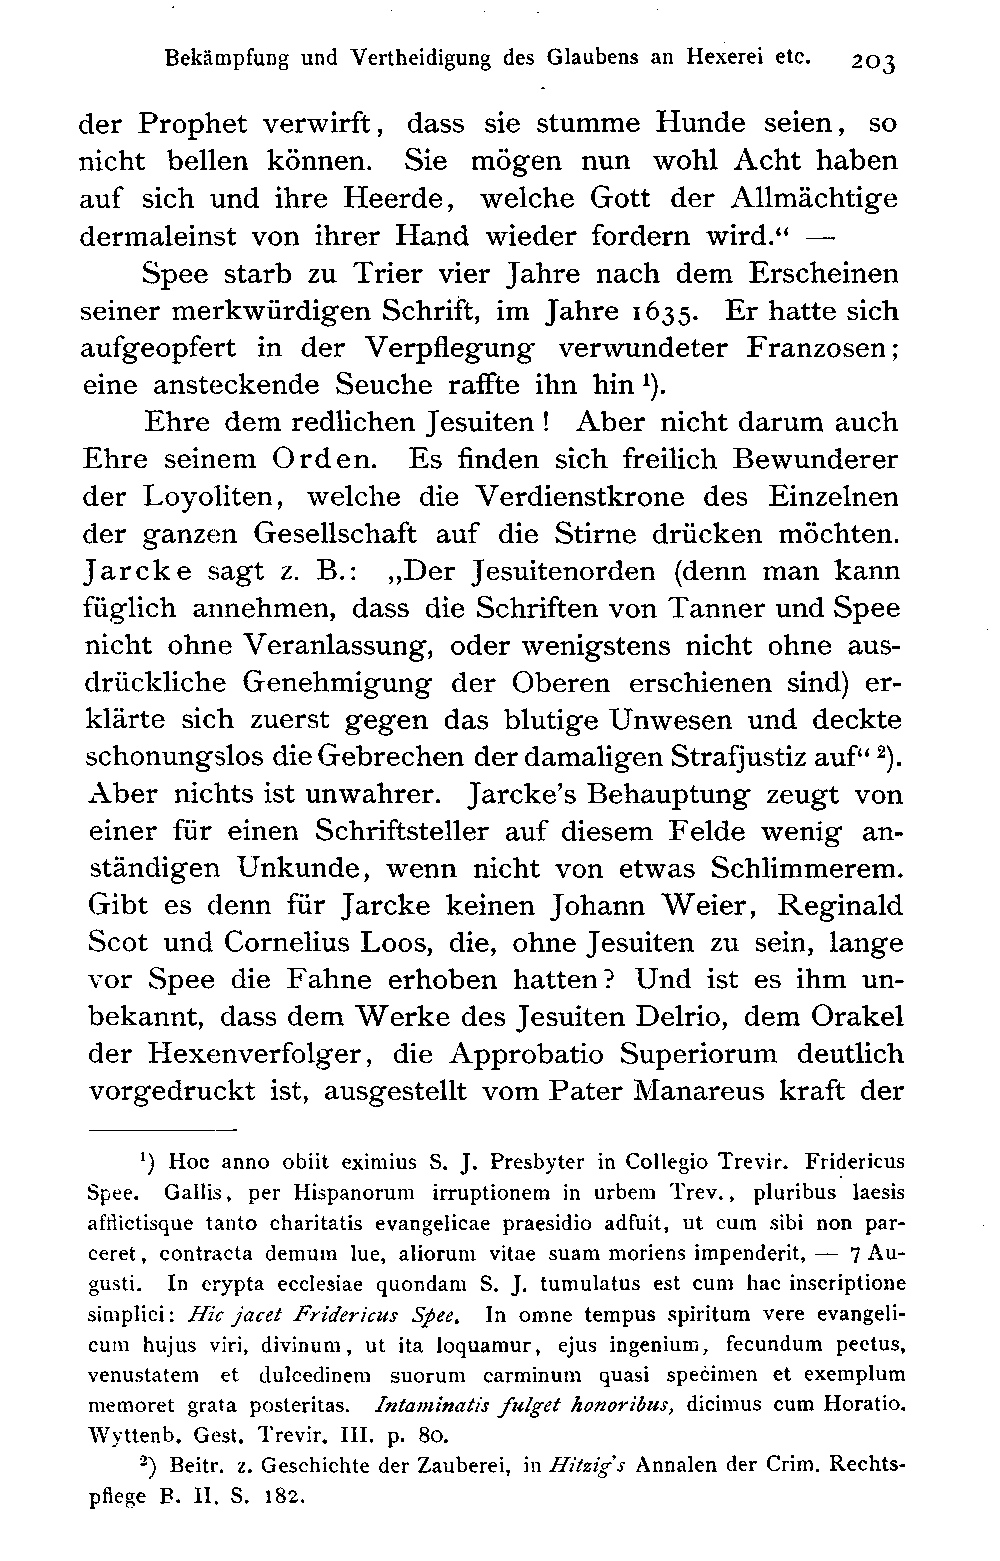 Bekämpfung und Vertheidigung des Glaubens an Hexerei etc. 203
der Prophet verwirft, dass sie stumme Hunde seien, so
nicht bellen können. Sie mögen nun wohl Acht haben
auf sich und ihre Heerde, welche Gott der Allmächtige
dermaleinst von ihrer Hand wieder fordern wird.“ —
Spee starb zu Trier vier Jahre nach dem Erscheinen
seiner merkwürdigen Schrift, im Jahre 1635. Er hatte sich
aufgeopfert in der Verpflegung verwundeter Franzosen;
eine ansteckende Seuche raffte ihn hin ¹).
Ehre dem redlichen Jesuiten! Aber nicht darum auch
Ehre seinem Orden. Es finden sich freilich Bewunderer
der Loyoliten, welche die Verdienstkrone des Einzelnen
der ganzen Gesellschaft auf die Stirne drücken möchten.
Jarcke sagt z. B.: „Der Jesuitenorden (denn man kann
füglich annehmen, dass die Schriften von Tanner und Spee
nicht ohne Veranlassung, oder wenigstens nicht ohne aus-
drückliche Genehmigung der Oberen erschienen sind) er-
klärte sich zuerst gegen das blutige Unwesen und deckte
schonungslos die Gebrechen der damaligen Strafjustiz auf“ ²).
Aber nichts ist unwahrer. Jarcke's Behauptung zeugt von
einer für einen Schriftsteller auf diesem Felde wenig an-
ständigen Unkunde, wenn nicht von etwas Schlimmerem.
Gibt es denn für Jarcke keinen Johann Weier, Reginald
Scot und Cornelius Loos, die, ohne Jesuiten zu sein, lange
vor Spee die Fahne erhoben hatten? Und ist es ihm un-
bekannt, dass dem Werke des Jesuiten Delrio, dem Orakel
der Hexenverfolger, die Approbatio Superiorum deutlich
vorgedruckt ist, ausgestellt vom Pater Manareus kraft der
¹) Hoc anno obiit eximius S. J. Presbyter in Collegio Trevir. Fridericus
Spee. Gallis, per Hispanorum irruptionem in urbem Trev., pluribus laesis
afflictisque tanto charitatis evangelicae praesidio adfuit, ut cum sibi non par-
ceret, contracta demum lue, aliorum vitae suam moriens impenderit, — 7 Au-
gusti. In crypta ecclesiae quondam S. J. tumulatus est cum hac inscriptione
simplici: Hic jacet Fridericus Spee. In omne tempus spiritum vere evangeli-
cum hujus viri, divinum, ut ita loquamur, ejus ingenium, fecundum pectus,
venustatem et dulcedinem suorum carminum quasi specimen et exemplum
memoret grata posteritas. Intaminatis fulget honoribus, dicimus cum Horatio.
Wyttenb. Gest. Trevir. III. p. 80.
²) Beitr. z. Geschichte der Zauberei, in Hitzig's Annalen der Crim. Rechts-
pflege B. II. S. 182.